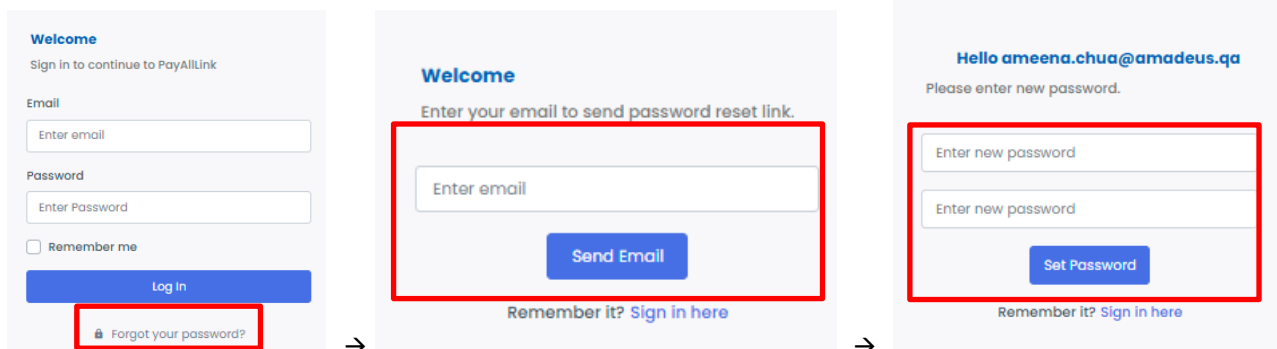 Welcome
Sign in to continue to PayAllLink
Email
Enter email
Password
Enter Password
Remember me
Log In
Forgot your password?
→
Welcome
Enter your email to send password reset link.
Enter email
Send Email
Remember it? Sign in here
→
Hello ameena.chua@amadeus.qa
Please enter new password.
Enter new password
Enter new password
Set Password
Remember it? Sign in here